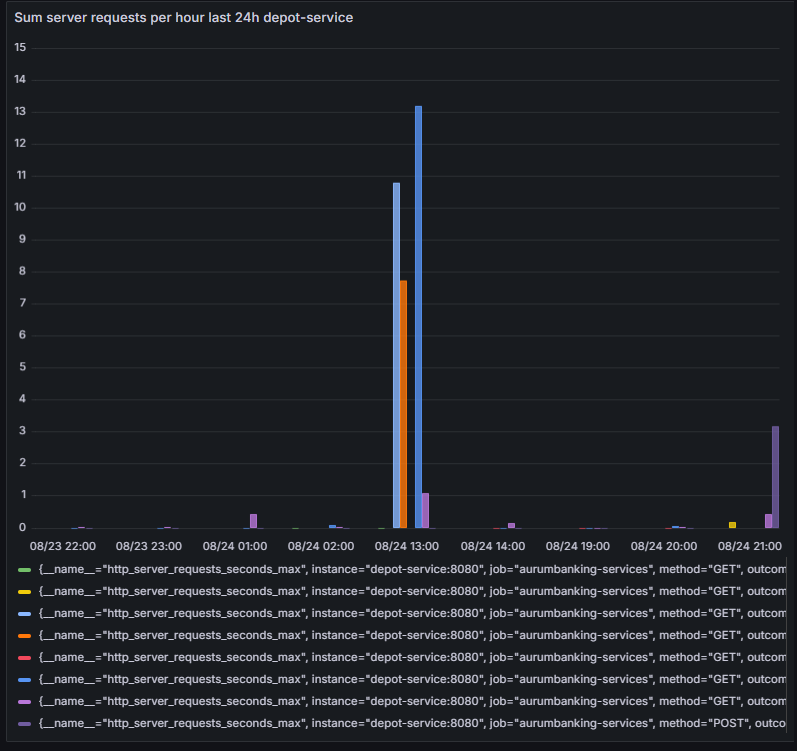 Sum server requests per hour last 24h depot-service
15
14
13
12
11
10
9
8
7
6
5
4
3
2
1
0
08/23 22:00 08/23 23:00 08/24 01:00 08/24 02:00 08/24 13:00 08/24 14:00 08/24 19:00 08/24 20:00 08/24 21:00
{__name__="http_server_requests_seconds_max", instance="depot-service:8080", job="aurumbanking-services", method="GET", outcom
{__name__="http_server_requests_seconds_max", instance="depot-service:8080", job="aurumbanking-services", method="GET", outcom
{__name__="http_server_requests_seconds_max", instance="depot-service:8080", job="aurumbanking-services", method="GET", outcom
{__name__="http_server_requests_seconds_max", instance="depot-service:8080", job="aurumbanking-services", method="GET", outcom
{__name__="http_server_requests_seconds_max", instance="depot-service:8080", job="aurumbanking-services", method="GET", outcom
{__name__="http_server_requests_seconds_max", instance="depot-service:8080", job="aurumbanking-services", method="GET", outcom
{__name__="http_server_requests_seconds_max", instance="depot-service:8080", job="aurumbanking-services", method="GET", outcom
{__name__="http_server_requests_seconds_max", instance="depot-service:8080", job="aurumbanking-services", method="POST", outco